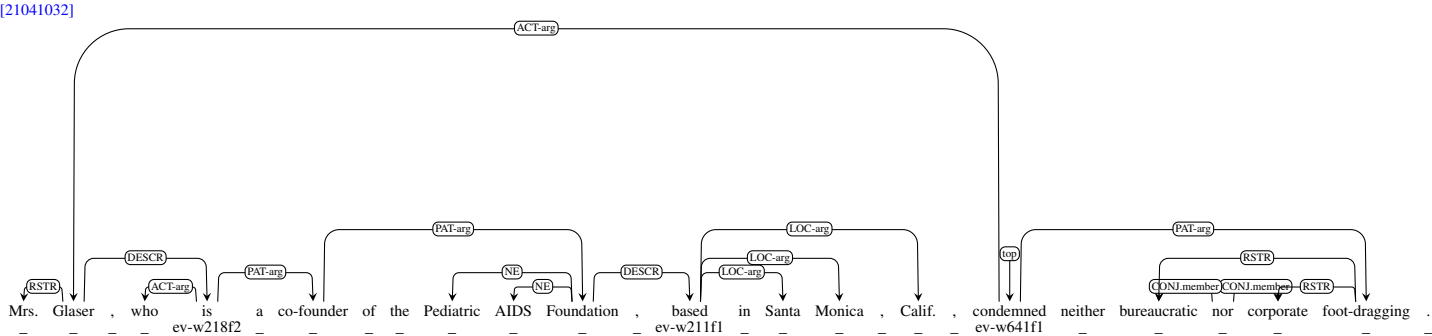 [21041032]
ACT-arg
PAT-arg LOC-arg PAT-arg
top
DESCR LOC-arg RSTR
PAT-arg NE DESCR LOC-arg
RSTR ACT-arg NE CONJ.member CONJ.member RSTR
Mrs. Glaser , who is a co-founder of the Pediatric AIDS Foundation , based in Santa Monica , Calif. , condemned neither bureaucratic nor corporate foot-dragging .
_ _ _ _ ev-w218f2 _ _ _ _ _ _ _ _ ev-w211f1 _ _ _ _ _ _ ev-w641f1 _ _ _ _ _ _